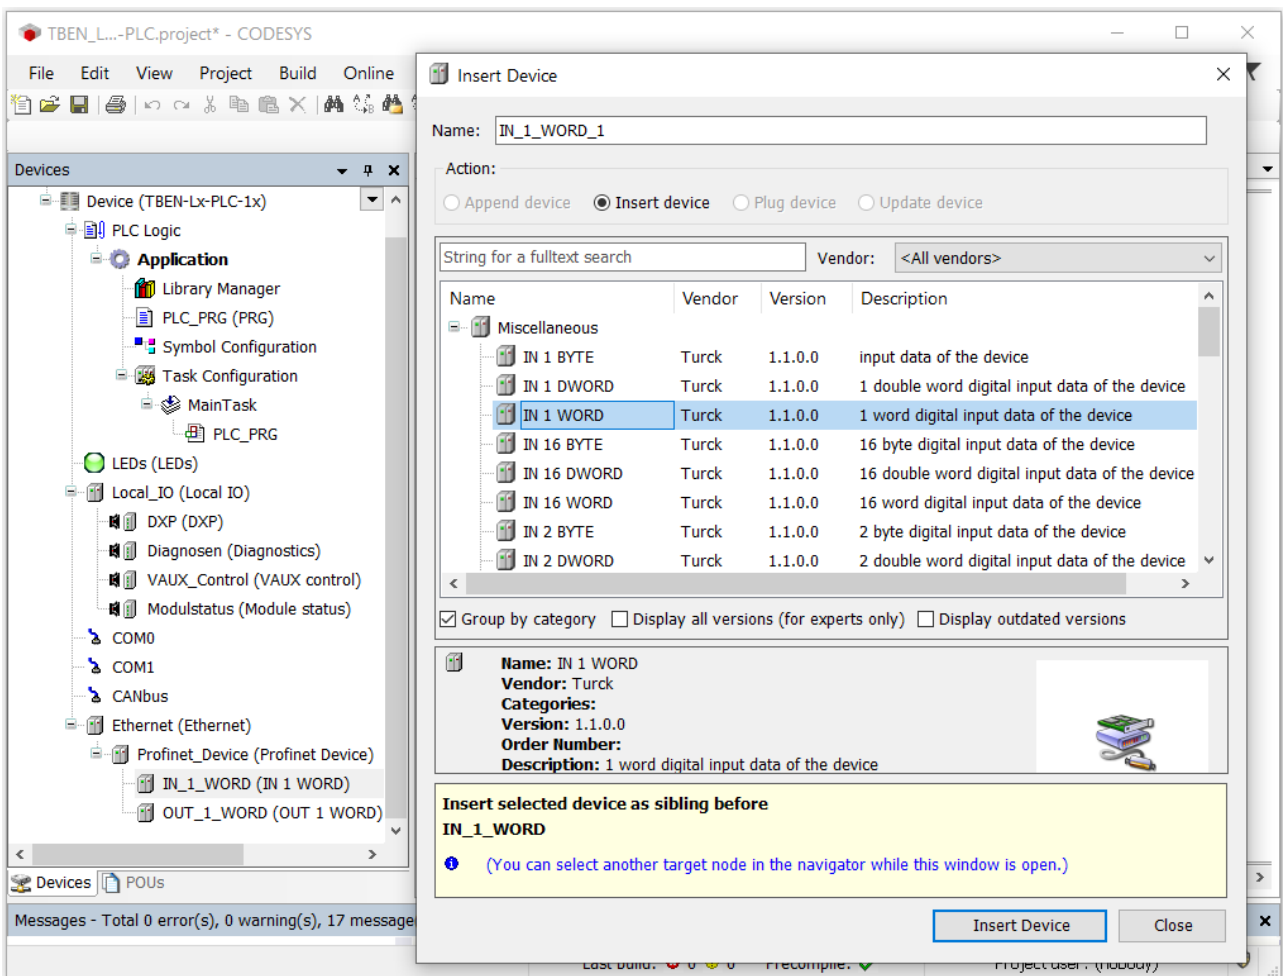 TBEN_L...-PLC.project* - CODESYS
File Edit View Project Build Online
Devices
Device (TBEN-Lx-PLC-1x)
PLC Logic
Application
Library Manager
PLC_PRG (PRG)
Symbol Configuration
Task Configuration
MainTask
PLC_PRG
LEDs (LEDs)
Local_IO (Local IO)
DXP (DXP)
Diagnosen (Diagnostics)
VAUX_Control (VAUX control)
Modulstatus (Module status)
COM0
COM1
CANbus
Ethernet (Ethernet)
Profinet_Device (Profinet Device)
IN_1_WORD (IN 1 WORD)
OUT_1_WORD (OUT 1 WORD)
Devices POUs
Messages - Total 0 error(s), 0 warning(s), 17 message
Insert Device
Name: IN_1_WORD_1
Action:
Append device Insert device Plug device Update device
String for a fulltext search Vendor: <All vendors>
Name Vendor Version Description
Miscellaneous
IN 1 BYTE Turck 1.1.0.0 input data of the device
IN 1 DWORD Turck 1.1.0.0 1 double word digital input data of the device
IN 1 WORD Turck 1.1.0.0 1 word digital input data of the device
IN 16 BYTE Turck 1.1.0.0 16 byte digital input data of the device
IN 16 DWORD Turck 1.1.0.0 16 double word digital input data of the device
IN 16 WORD Turck 1.1.0.0 16 word digital input data of the device
IN 2 BYTE Turck 1.1.0.0 2 byte digital input data of the device
IN 2 DWORD Turck 1.1.0.0 2 double word digital input data of the device
Group by category Display all versions (for experts only) Display outdated versions
Name: IN 1 WORD
Vendor: Turck
Categories:
Version: 1.1.0.0
Order Number:
Description: 1 word digital input data of the device
Insert selected device as sibling before
IN_1_WORD
(You can select another target node in the navigator while this window is open.)
Insert Device Close
Last build: 0 0 Precompile: Project user: (nobody)